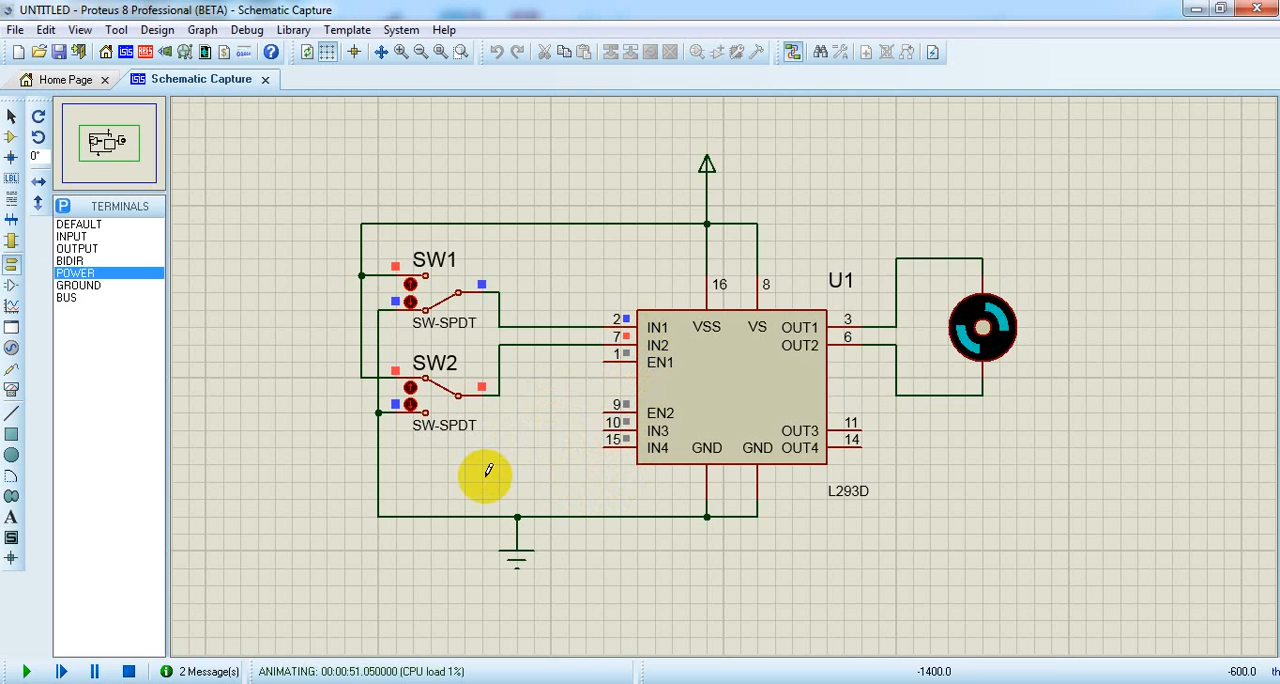 UNTITLED - Proteus 8 Professional (BETA) - Schematic Capture
File Edit View Tool Design Graph Debug Library Template System Help
Home Page Schematic Capture
0°
LBL
P TERMINALS
DEFAULT
INPUT
OUTPUT
BIDIR
POWER
GROUND
BUS
A
S
SW1
SW-SPDT
SW2
SW-SPDT
U1
16 8
2 IN1 VSS VS OUT1 3
7 IN2 OUT2 6
1 EN1
9 EN2
10 IN3 OUT3 11
15 IN4 GND GND OUT4 14
L293D
2 Message(s) ANIMATING: 00:00:51.050000 (CPU load 1%) -1400.0 -600.0 th